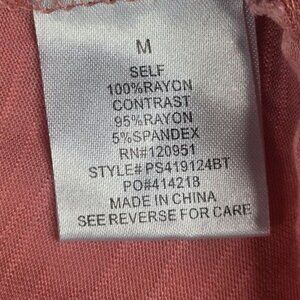 M
SELF
100%RAYON
CONTRAST
95%RAYON
5%SPANDEX
RN#120951
STYLE# PS419124BT
PO#414218
MADE IN CHINA
SEE REVERSE FOR CARE